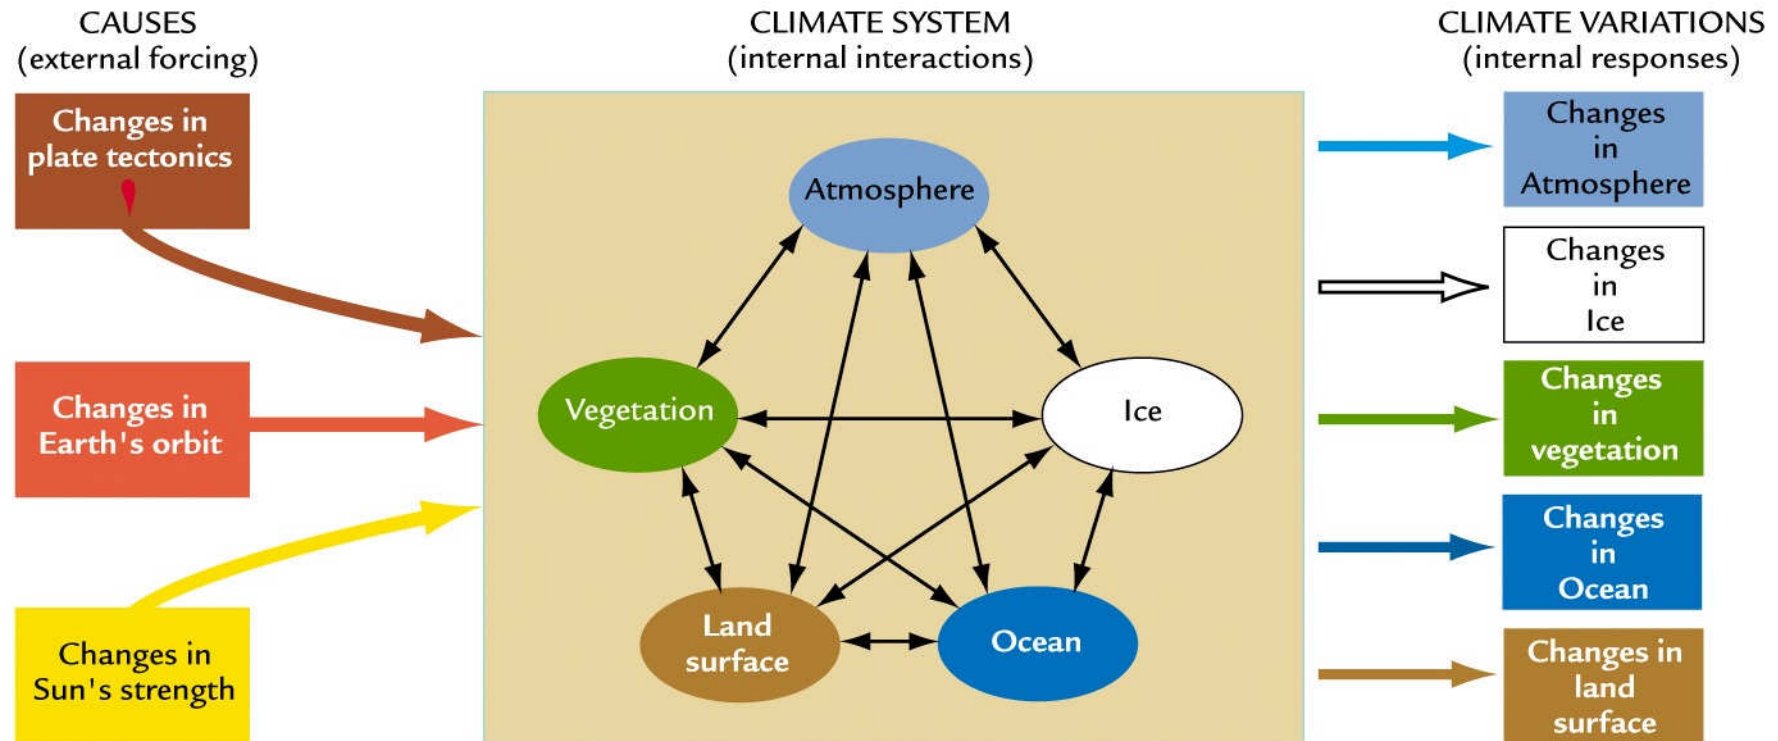 CAUSES
(external forcing)
Changes in
plate tectonics
Changes in
Earth's orbit
Changes in
Sun's strength
CLIMATE SYSTEM
(internal interactions)
Atmosphere
Vegetation
Ice
Land
surface
Ocean
CLIMATE VARIATIONS
(internal responses)
Changes
in
Atmosphere
Changes
in
Ice
Changes
in
vegetation
Changes
in
Ocean
Changes in
land
surface